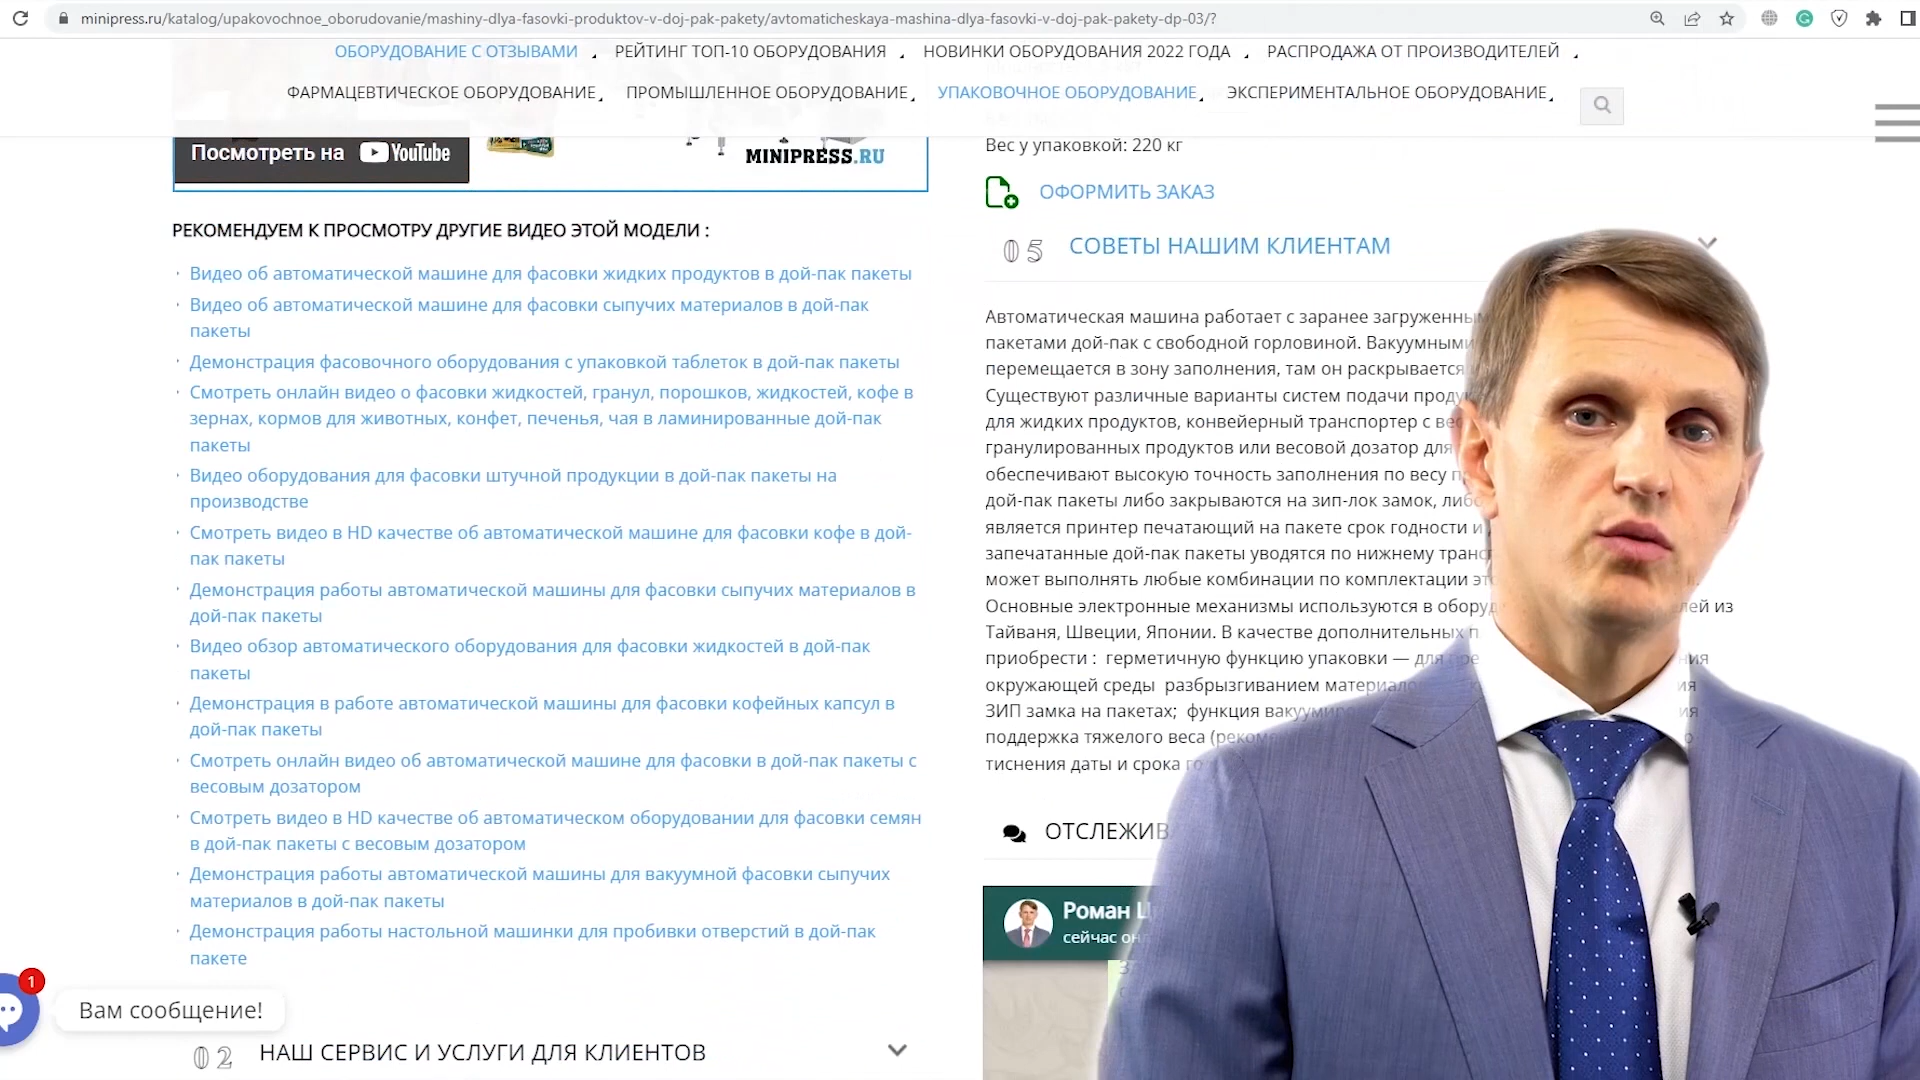 minipress.ru/katalog/upakovochnoe_oborudovanie/mashiny-dlya-fasovki-produktov-v-doj-pak-pakety/avtomaticheskaya-mashina-dlya-fasovki-v-doj-pak-pakety-dp-03/?
ОБОРУДОВАНИЕ С ОТЗЫВАМИ РЕЙТИНГ ТОП-10 ОБОРУДОВАНИЯ НОВИНКИ ОБОРУДОВАНИЯ 2022 ГОДА РАСПРОДАЖА ОТ ПРОИЗВОДИТЕЛЕЙ
ФАРМАЦЕВТИЧЕСКОЕ ОБОРУДОВАНИЕ ПРОМЫШЛЕННОЕ ОБОРУДОВАНИЕ УПАКОВОЧНОЕ ОБОРУДОВАНИЕ ЭКСПЕРИМЕНТАЛЬНОЕ ОБОРУДОВАНИЕ
Посмотреть на YouTube
MINIPRESS.RU
РЕКОМЕНДУЕМ К ПРОСМОТРУ ДРУГИЕ ВИДЕО ЭТОЙ МОДЕЛИ :
Видео об автоматической машине для фасовки жидких продуктов в дой-пак пакеты
Видео об автоматической машине для фасовки сыпучих материалов в дой-пак
пакеты
Демонстрация фасовочного оборудования с упаковкой таблеток в дой-пак пакеты
Смотреть онлайн видео о фасовки жидкостей, гранул, порошков, жидкостей, кофе в
зернах, кормов для животных, конфет, печенья, чая в ламинированные дой-пак
пакеты
Видео оборудования для фасовки штучной продукции в дой-пак пакеты на
производстве
Смотреть видео в HD качестве об автоматической машине для фасовки кофе в дой-
пак пакеты
Демонстрация работы автоматической машины для фасовки сыпучих материалов в
дой-пак пакеты
Видео обзор автоматического оборудования для фасовки жидкостей в дой-пак
пакеты
Демонстрация в работе автоматической машины для фасовки кофейных капсул в
дой-пак пакеты
Смотреть онлайн видео об автоматической машине для фасовки в дой-пак пакеты с
весовым дозатором
Смотреть видео в HD качестве об автоматическом оборудовании для фасовки семян
в дой-пак пакеты с весовым дозатором
Демонстрация работы автоматической машины для вакуумной фасовки сыпучих
материалов в дой-пак пакеты
Демонстрация работы настольной машинки для пробивки отверстий в дой-пак
пакете
1
Вам сообщение!
02 НАШ СЕРВИС И УСЛУГИ ДЛЯ КЛИЕНТОВ
Вес у упаковкой: 220 кг
ОФОРМИТЬ ЗАКАЗ
05 СОВЕТЫ НАШИМ КЛИЕНТАМ
Автоматическая машина работает с заранее загруженным
пакетами дой-пак с свободной горловиной. Вакуумными
перемещается в зону заполнения, там он раскрывается
Существуют различные варианты систем подачи
для жидких продуктов, конвейерный транспортер с
гранулированных продуктов или весовой дозатор для
обеспечивают высокую точность заполнения по весу
дой-пак пакеты либо закрываются на зип-лок замок, либо
является принтер печатающий на пакете срок годности и
запечатанные дой-пак пакеты уводятся по нижнему
может выполнять любые комбинации по комплектации
Основные электронные механизмы используются в из
Тайваня, Швеции, Японии. В качестве дополнительных
приобрести : герметичную функцию упаковки — для
окружающей среды разбрызгиванием
ЗИП замка на пакетах; функция
поддержка тяжелого веса
тиснения даты и срока
Роман
сейчас